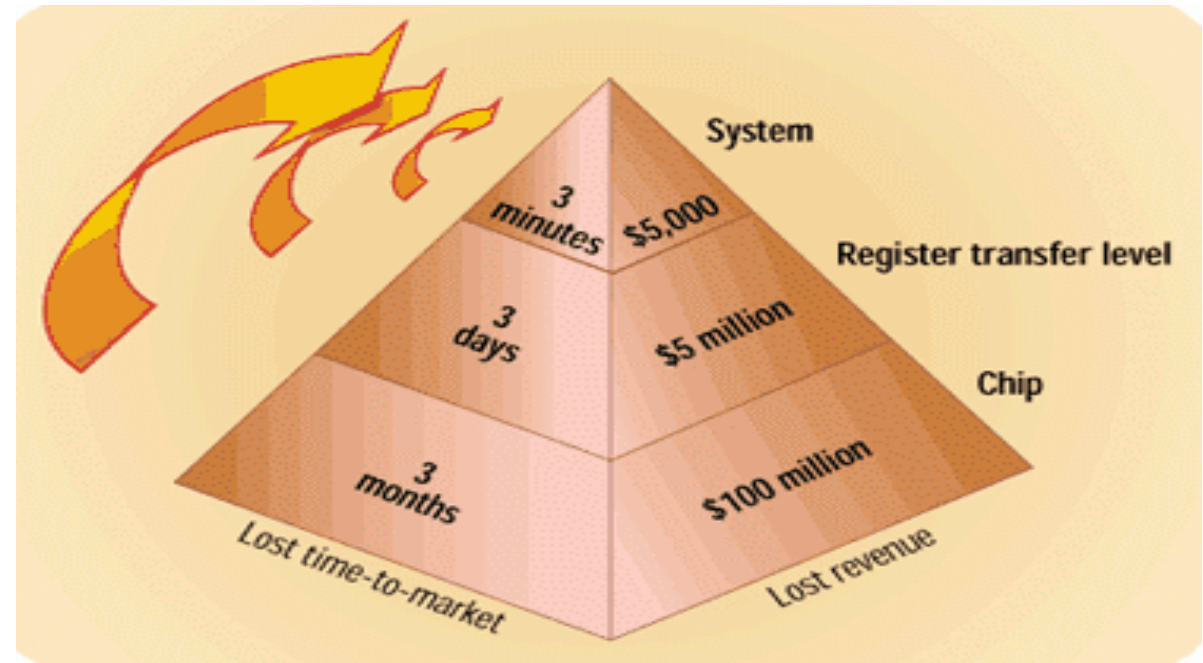 System
3
minutes
$5,000
Register transfer level
3
days
$5 million
Chip
3
months
$100 million
Lost time-to-market
Lost revenue